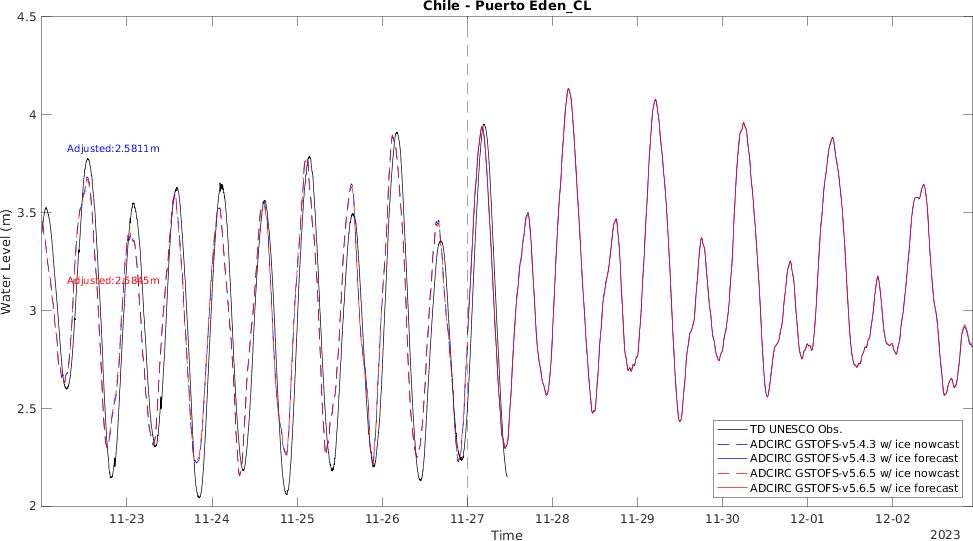 Chile - Puerto Eden_CL
4.5
4
3.5
3
2.5
2
Water Level (m)
Adjusted:2.5811m
Adjusted:2.5845m
TD UNESCO Obs.
ADCIRC GSTOFS-v5.4.3 w/ ice nowcast
ADCIRC GSTOFS-v5.4.3 w/ ice forecast
ADCIRC GSTOFS-v5.6.5 w/ ice nowcast
ADCIRC GSTOFS-v5.6.5 w/ ice forecast
11-23 11-24 11-25 11-26 11-27 11-28 11-29 11-30 12-01 12-02
Time
2023